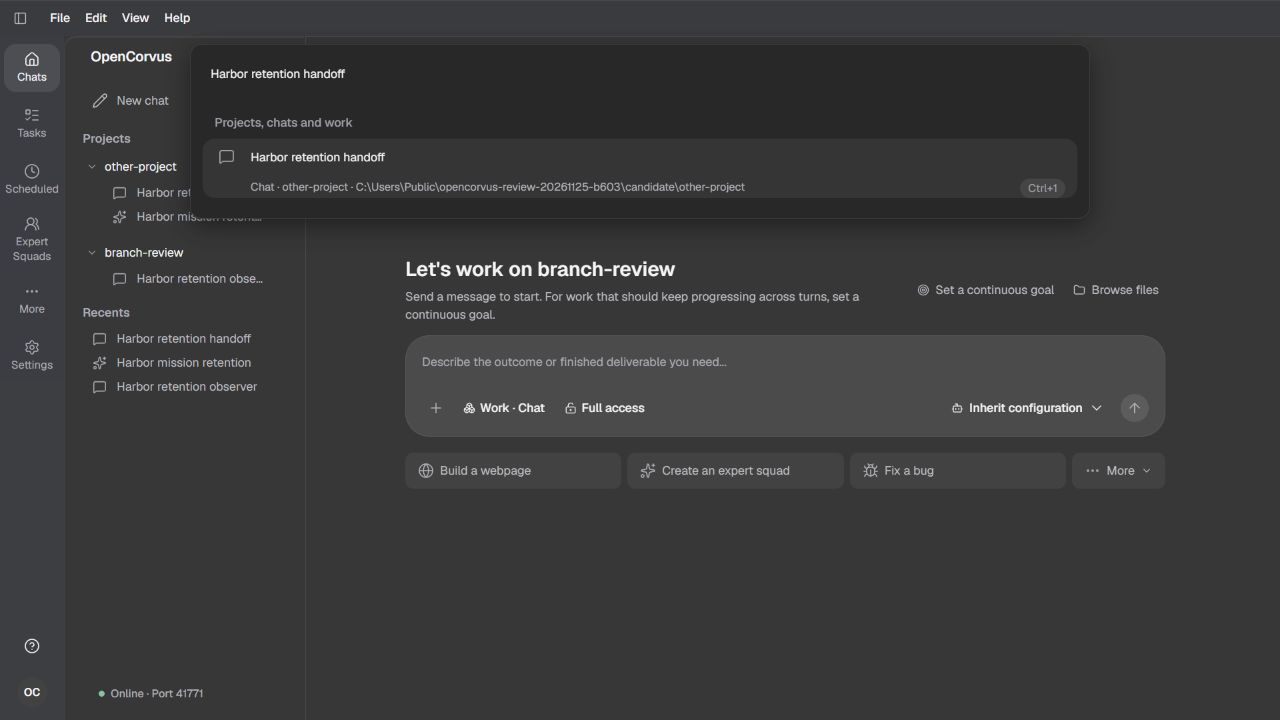 File Edit View Help
Chats
Tasks
Scheduled
Expert
Squads
More
Settings
OC
OpenCorvus
New chat
Projects
other-project
Harbor ret
Harbor mission retenti...
branch-review
Harbor retention obse...
Recents
Harbor retention handoff
Harbor mission retention
Harbor retention observer
Online · Port 41771
Harbor retention handoff
Projects, chats and work
Harbor retention handoff
Chat · other-project · C:\Users\Public\opencorvus-review-20261125-b603\candidate\other-project
Ctrl+1
Let's work on branch-review
Send a message to start. For work that should keep progressing across turns, set a
continuous goal.
Set a continuous goal
Browse files
Describe the outcome or finished deliverable you need...
Work · Chat
Full access
Inherit configuration
Build a webpage
Create an expert squad
Fix a bug
More